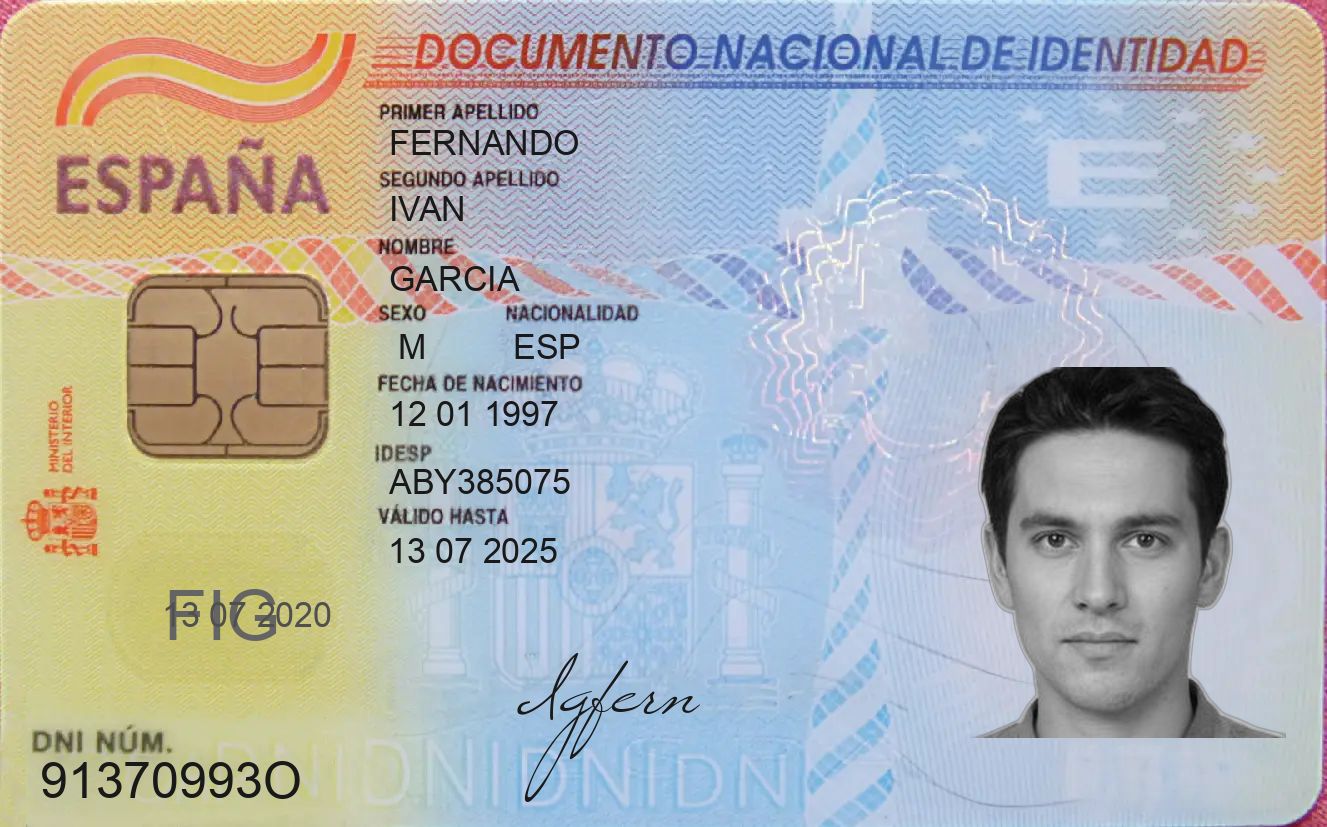 DOCUMENTO NACIONAL DE IDENTIDAD
ESPAÑA
PRIMER APELLIDO
FERNANDO
SEGUNDO APELLIDO
IVAN
NOMBRE
GARCIA
SEXO NACIONALIDAD
M ESP
FECHA DE NACIMIENTO
12 01 1997
IDESP
ABY385075
VÁLIDO HASTA
13 07 2025
MINISTERIO
DEL INTERIOR
E
FIG
13 07 2020
lgfern
DNI NÚM.
91370993O
DNIDNIDNIDNI